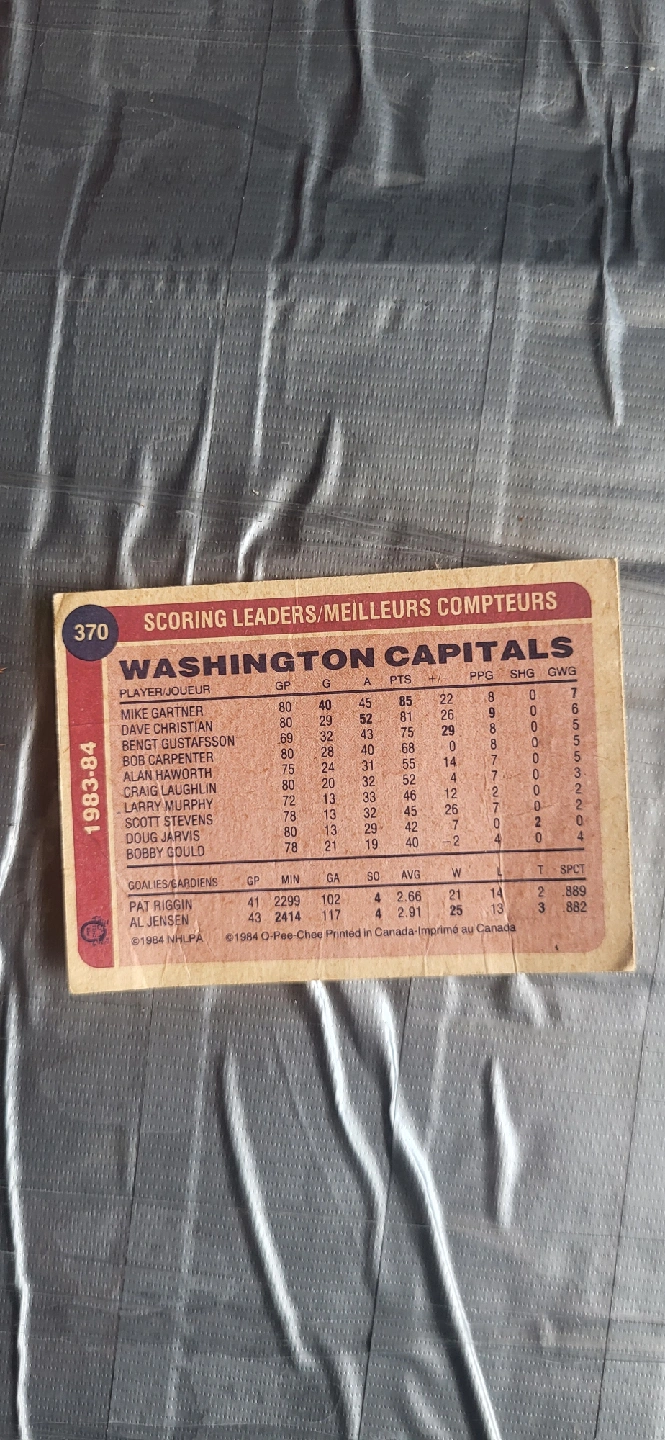 370
SCORING LEADERS/MEILLEURS COMPTEURS
1983-84
WASHINGTON CAPITALS
PLAYER/JOUEUR GP G A PTS +/- PPG SHG GWG
MIKE GARTNER 80 40 45 85 22 8 0 7
DAVE CHRISTIAN 80 29 52 81 26 9 0 6
BENGT GUSTAFSSON 69 32 43 75 29 8 0 5
BOB CARPENTER 80 28 40 68 0 8 0 5
ALAN HAWORTH 75 24 31 55 14 7 0 5
CRAIG LAUGHLIN 80 20 32 52 4 7 0 3
LARRY MURPHY 72 13 33 46 12 2 0 2
SCOTT STEVENS 78 13 32 45 26 7 0 2
DOUG JARVIS 80 13 29 42 7 0 2 0
BOBBY GOULD 78 21 19 40 -2 4 0 4
GOALIES/GARDIENS GP MIN GA SO AVG W L T SPCT
PAT RIGGIN 41 2299 102 4 2.66 21 14 2 .889
AL JENSEN 43 2414 117 4 2.91 25 13 3 .882
©1984 NHLPA ©1984 O-Pee-Chee Printed in Canada-Imprimé au Canada